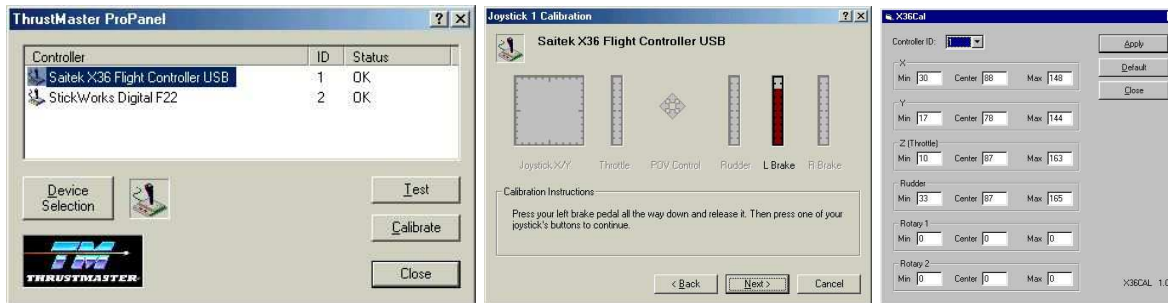 ThrustMaster ProPanel
Controller ID Status
Saitek X36 Flight Controller USB 1 OK
StickWorks Digital F22 2 OK
Device
Selection
Test
Calibrate
Close
TM
THRUSTMASTER
Joystick 1 Calibration
Saitek X36 Flight Controller USB
Joystick X/Y Throttle POV Control Rudder L Brake R Brake
Calibration Instructions
Press your left brake pedal all the way down and release it. Then press one of your
joystick's buttons to continue.
< Back Next > Cancel
X36Cal
Controller ID: 1
Apply
Default
Close
X
Min 30 Center 88 Max 148
Y
Min 17 Center 78 Max 144
Z (Throttle)
Min 10 Center 87 Max 163
Rudder
Min 33 Center 87 Max 165
Rotary 1
Min 0 Center 0 Max 0
Rotary 2
Min 0 Center 0 Max 0
X36CAL 1.0